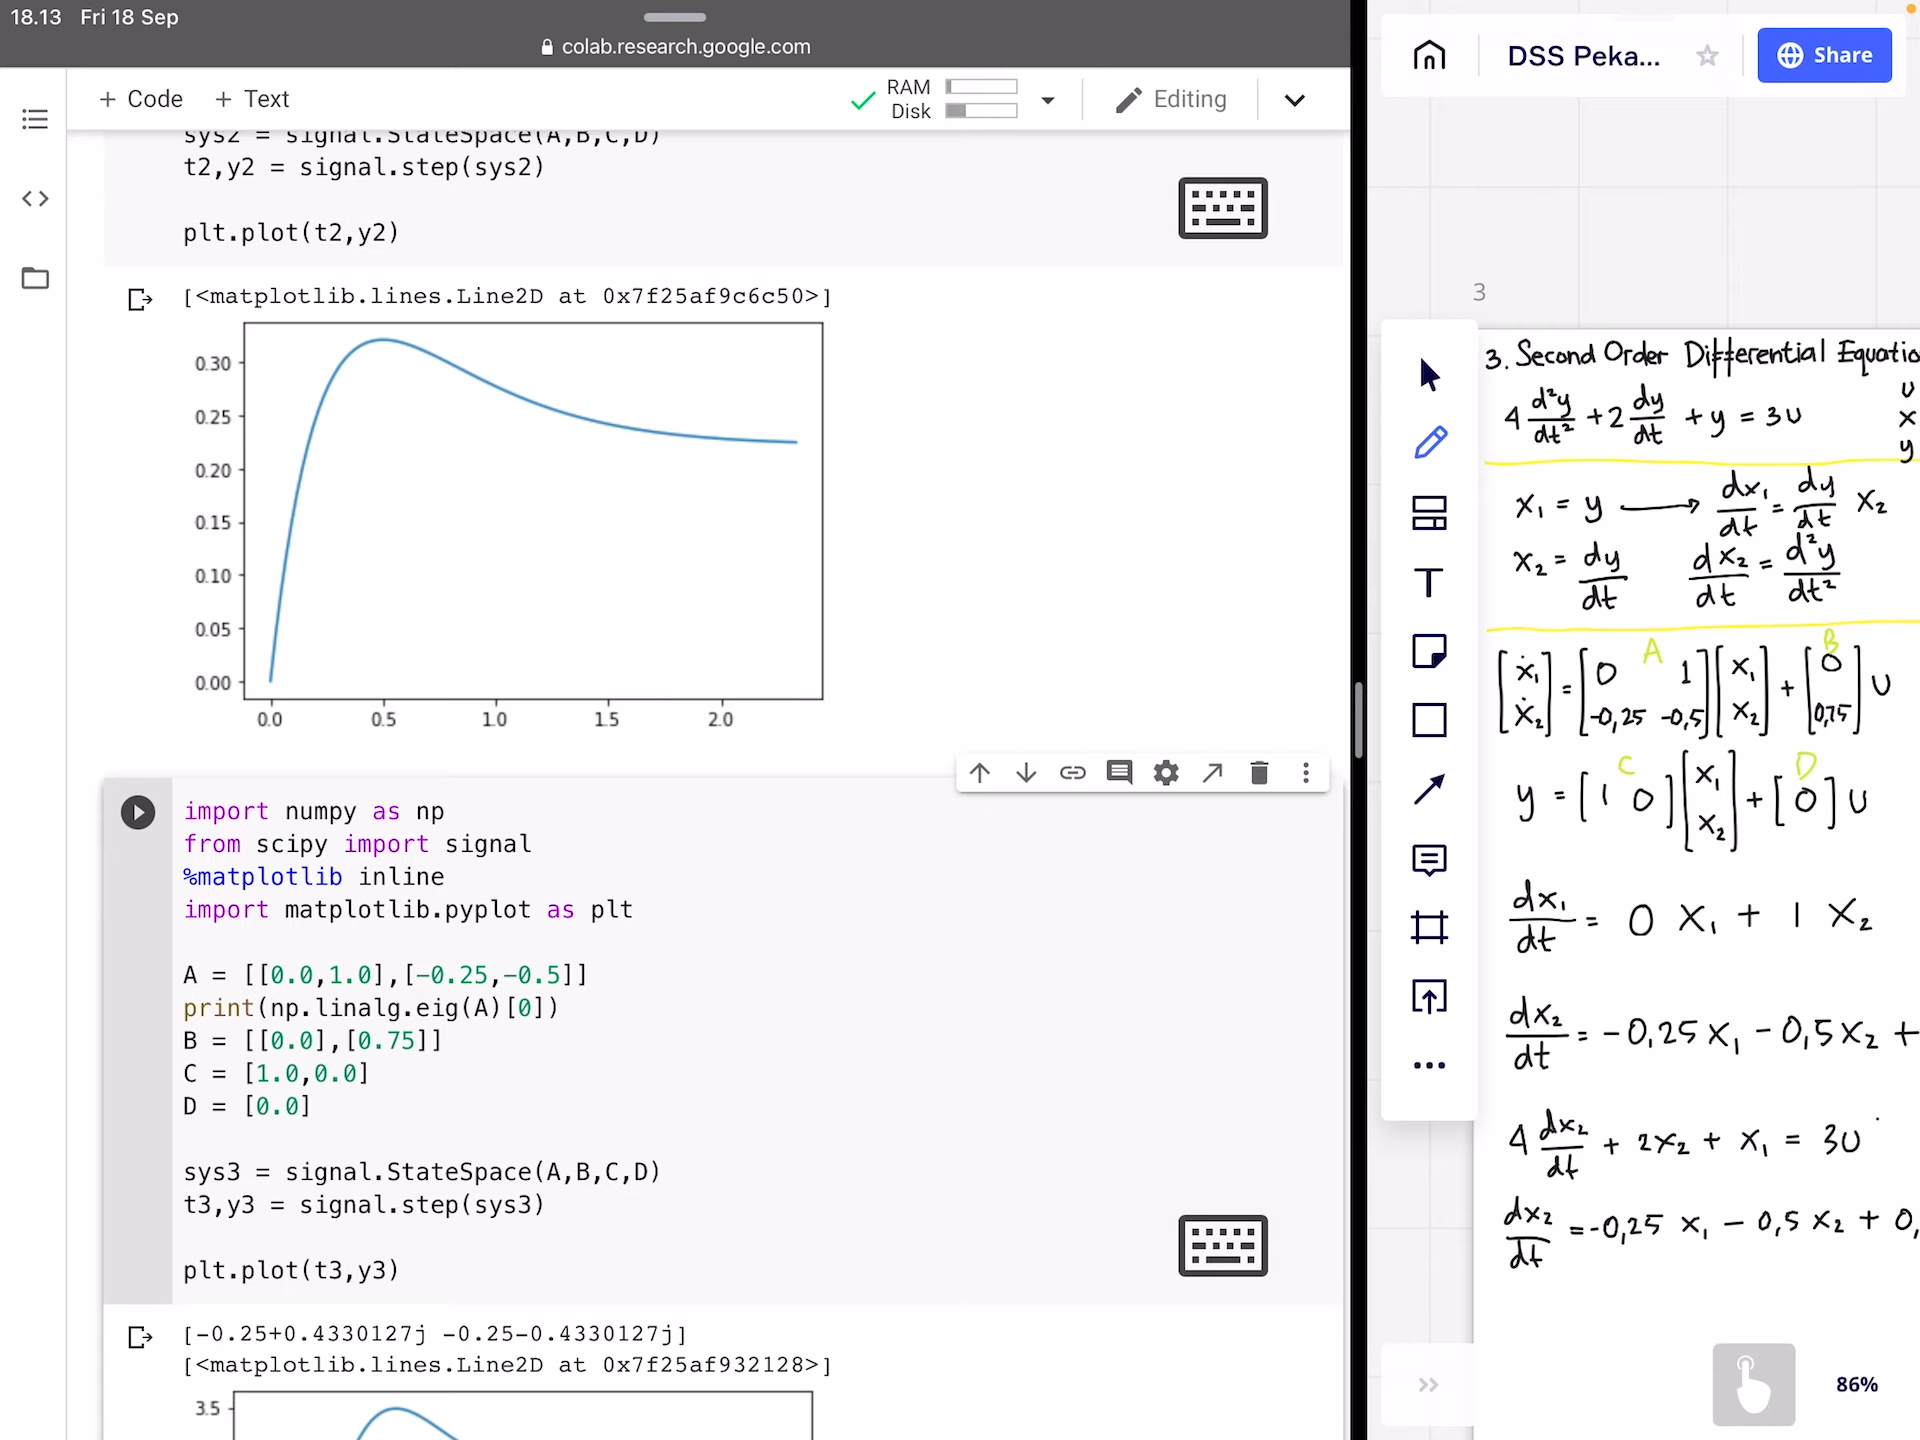 18.13 Fri 18 Sep
colab.research.google.com
+ Code + Text
RAM
Disk
Editing
sys2 = signal.StateSpace(A,B,C,D)
t2,y2 = signal.step(sys2)
plt.plot(t2,y2)
[<matplotlib.lines.Line2D at 0x7f25af9c6c50>]
0.30
0.25
0.20
0.15
0.10
0.05
0.00
0.0 0.5 1.0 1.5 2.0
import numpy as np
from scipy import signal
%matplotlib inline
import matplotlib.pyplot as plt
A = [[0.0,1.0],[-0.25,-0.5]]
print(np.linalg.eig(A)[0])
B = [[0.0],[0.75]]
C = [1.0,0.0]
D = [0.0]
sys3 = signal.StateSpace(A,B,C,D)
t3,y3 = signal.step(sys3)
plt.plot(t3,y3)
[-0.25+0.4330127j -0.25-0.4330127j]
[<matplotlib.lines.Line2D at 0x7f25af932128>]
3.5
DSS Peka...
Share
3
3. Second Order Differential Equatio
4 d²y/dt² + 2 dy/dt + y = 3U
U
x
y
x₁ = y → dx₁/dt = dy/dt x₂
x₂ = dy/dt dx₂/dt = d²y/dt²
A B
[ẋ₁ ẋ₂] = [0 1 -0,25 -0,5] [x₁ x₂] + [0 0,75] U
C D
y = [1 0] [x₁ x₂] + [0] U
dx₁/dt = 0 x₁ + 1 x₂
dx₂/dt = -0,25 x₁ - 0,5 x₂ +
4 dx₂/dt + 2x₂ + x₁ = 3U
dx₂/dt = -0,25 x₁ - 0,5 x₂ + 0,
86%